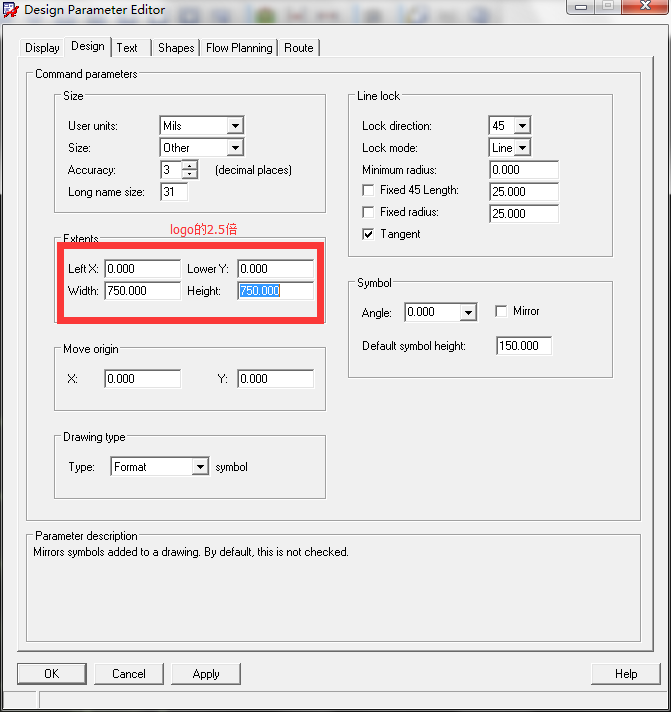 Design Parameter Editor
Display Design Text Shapes Flow Planning Route
Command parameters
Size
User units: Mils
Size: Other
Accuracy: 3 (decimal places)
Long name size: 31
logo的2.5倍
Extents
Left X: 0.000 Lower Y: 0.000
Width: 750.000 Height: 750.000
Move origin
X: 0.000 Y: 0.000
Drawing type
Type: Format symbol
Line lock
Lock direction: 45
Lock mode: Line
Minimum radius: 0.000
Fixed 45 Length: 25.000
Fixed radius: 25.000
Tangent
Symbol
Angle: 0.000 Mirror
Default symbol height: 150.000
Parameter description
Mirrors symbols added to a drawing. By default, this is not checked.
OK Cancel Apply Help